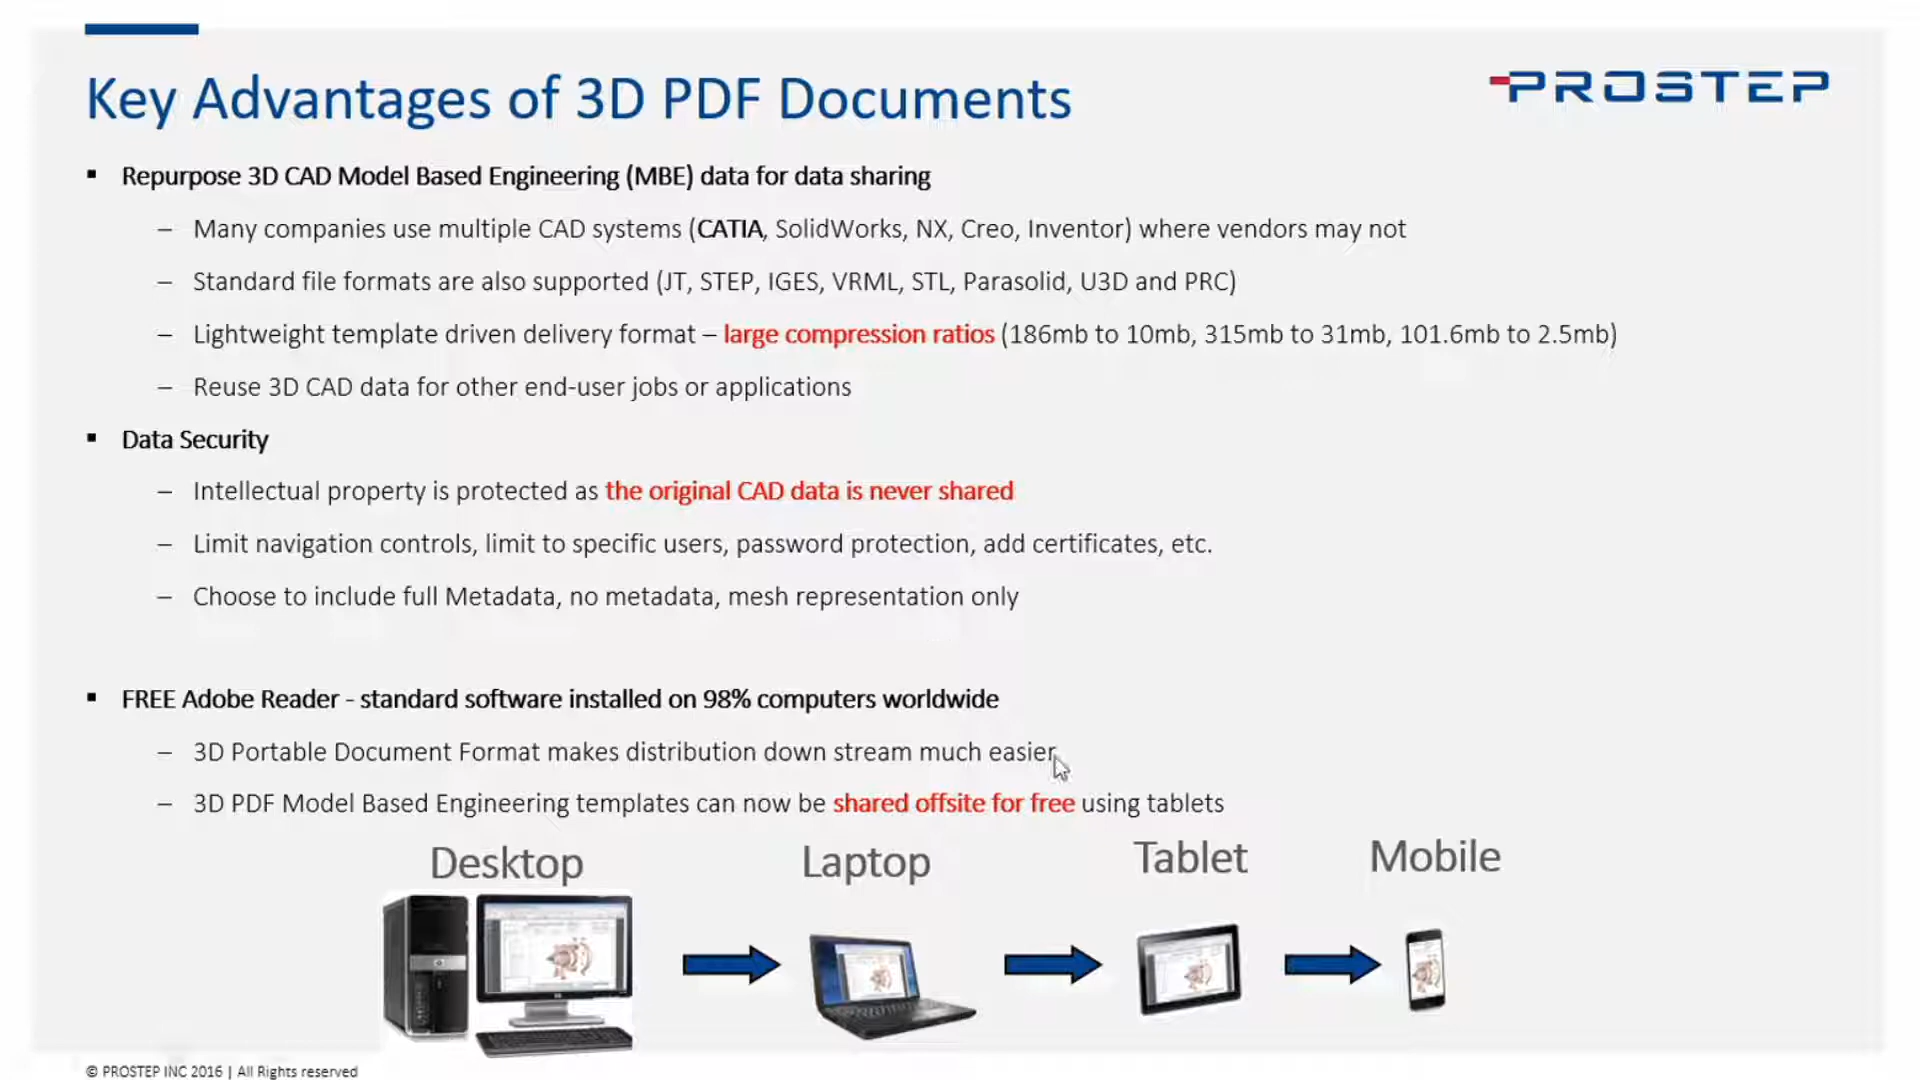 Key Advantages of 3D PDF Documents
PROSTEP
▪ Repurpose 3D CAD Model Based Engineering (MBE) data for data sharing
– Many companies use multiple CAD systems (CATIA, SolidWorks, NX, Creo, Inventor) where vendors may not
– Standard file formats are also supported (JT, STEP, IGES, VRML, STL, Parasolid, U3D and PRC)
– Lightweight template driven delivery format – large compression ratios (186mb to 10mb, 315mb to 31mb, 101.6mb to 2.5mb)
– Reuse 3D CAD data for other end-user jobs or applications
▪ Data Security
– Intellectual property is protected as the original CAD data is never shared
– Limit navigation controls, limit to specific users, password protection, add certificates, etc.
– Choose to include full Metadata, no metadata, mesh representation only
▪ FREE Adobe Reader - standard software installed on 98% computers worldwide
– 3D Portable Document Format makes distribution down stream much easier
– 3D PDF Model Based Engineering templates can now be shared offsite for free using tablets
Desktop Laptop Tablet Mobile
© PROSTEP INC 2016 | All Rights reserved